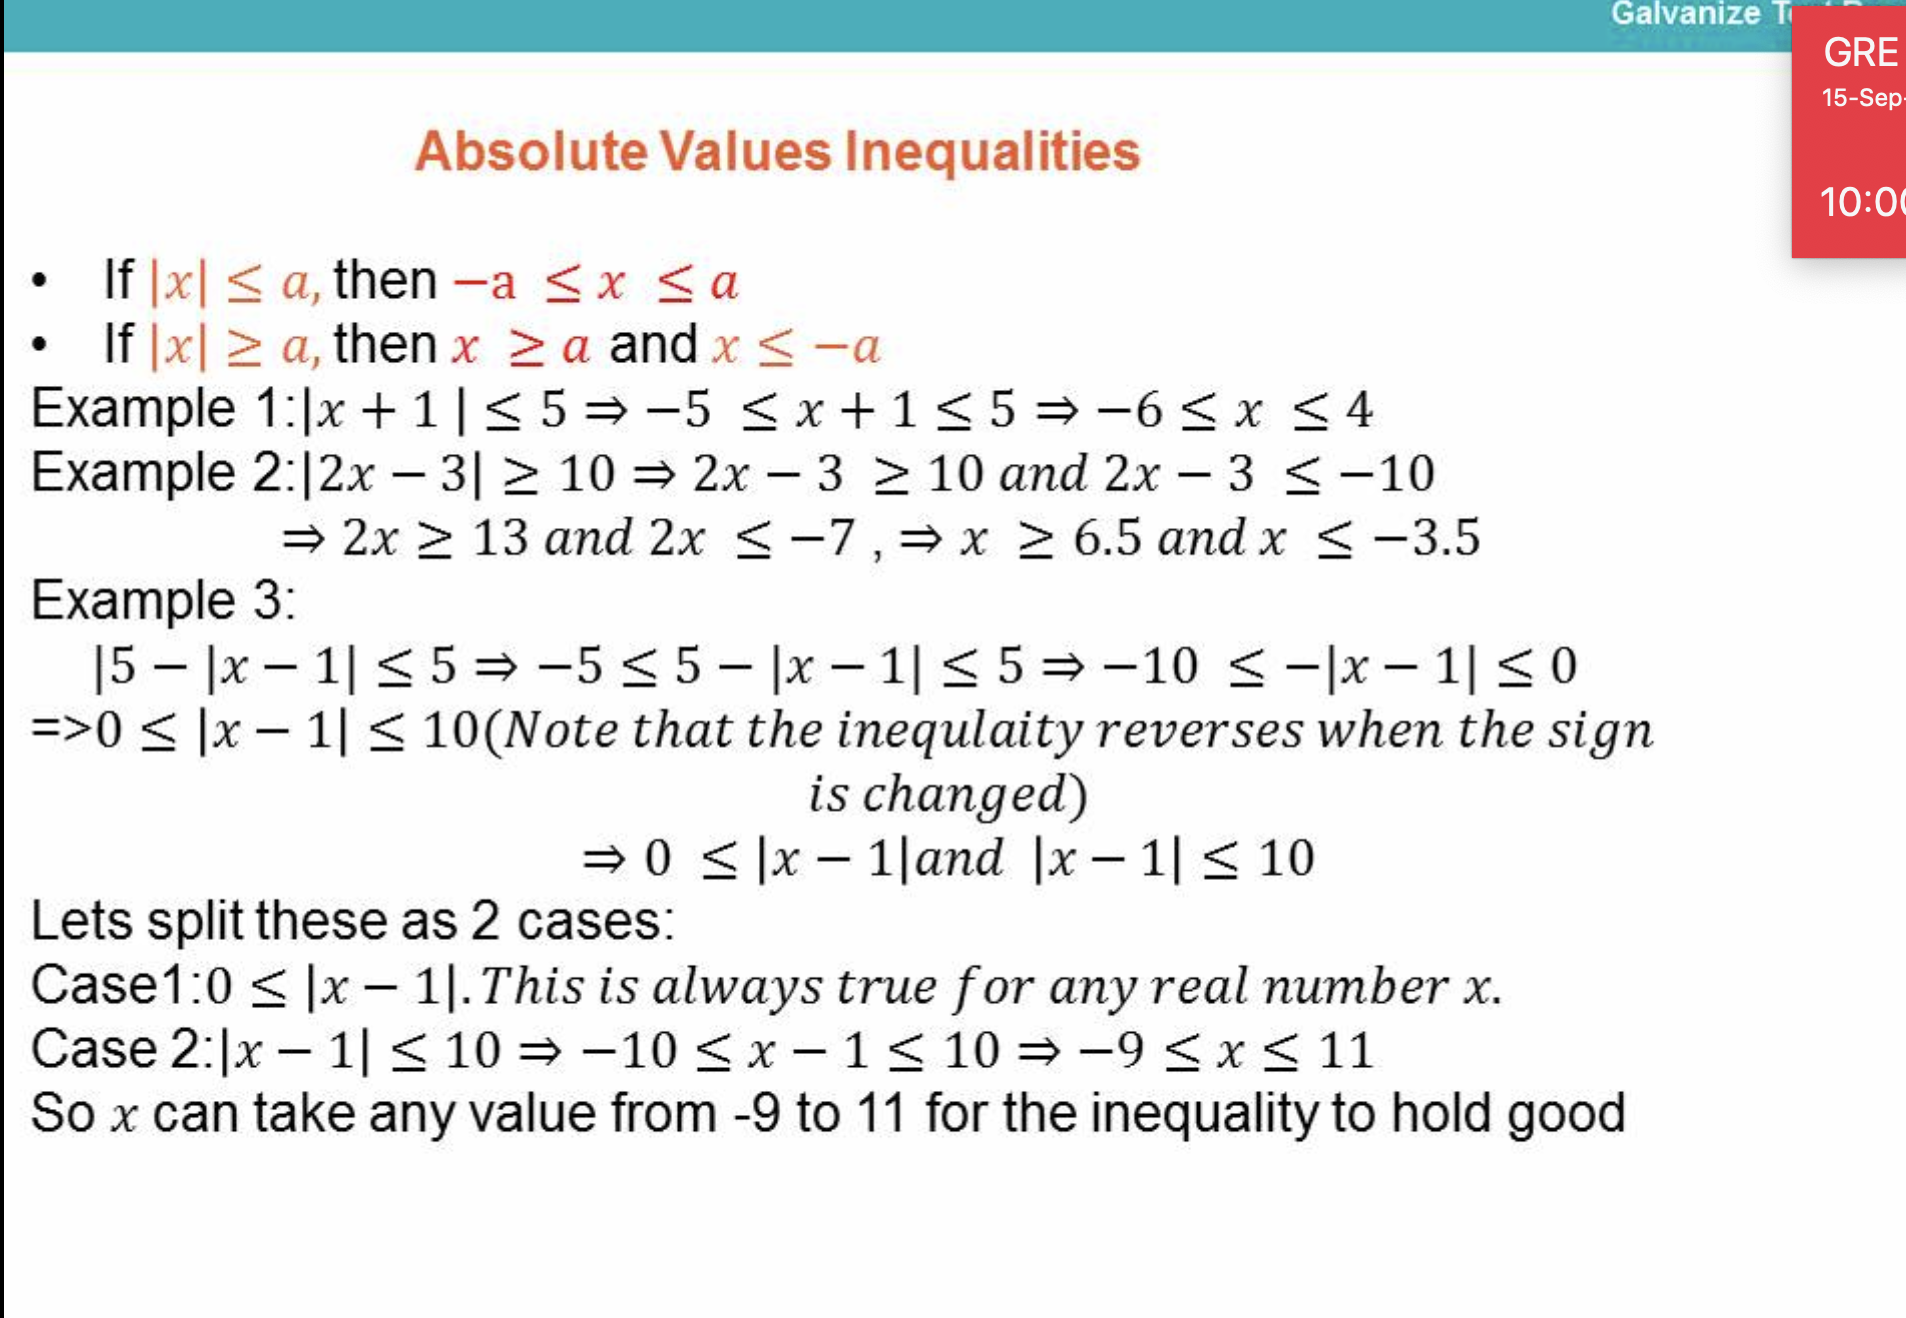 Galvanize
GRE
15-Sep-
10:00
Absolute Values Inequalities
• If |x| ≤ a, then −a ≤ x ≤ a
• If |x| ≥ a, then x ≥ a and x ≤ −a
Example 1:|x + 1 | ≤ 5 ⇒ −5 ≤ x + 1 ≤ 5 ⇒ −6 ≤ x ≤ 4
Example 2:|2x − 3| ≥ 10 ⇒ 2x − 3 ≥ 10 and 2x − 3 ≤ −10
⇒ 2x ≥ 13 and 2x ≤ −7 , ⇒ x ≥ 6.5 and x ≤ −3.5
Example 3:
|5 − |x − 1| ≤ 5 ⇒ −5 ≤ 5 − |x − 1| ≤ 5 ⇒ −10 ≤ −|x − 1| ≤ 0
=>0 ≤ |x − 1| ≤ 10(Note that the inequlaity reverses when the sign
is changed)
⇒ 0 ≤ |x − 1|and |x − 1| ≤ 10
Lets split these as 2 cases:
Case1:0 ≤ |x − 1|. This is always true for any real number x.
Case 2:|x − 1| ≤ 10 ⇒ −10 ≤ x − 1 ≤ 10 ⇒ −9 ≤ x ≤ 11
So x can take any value from -9 to 11 for the inequality to hold good